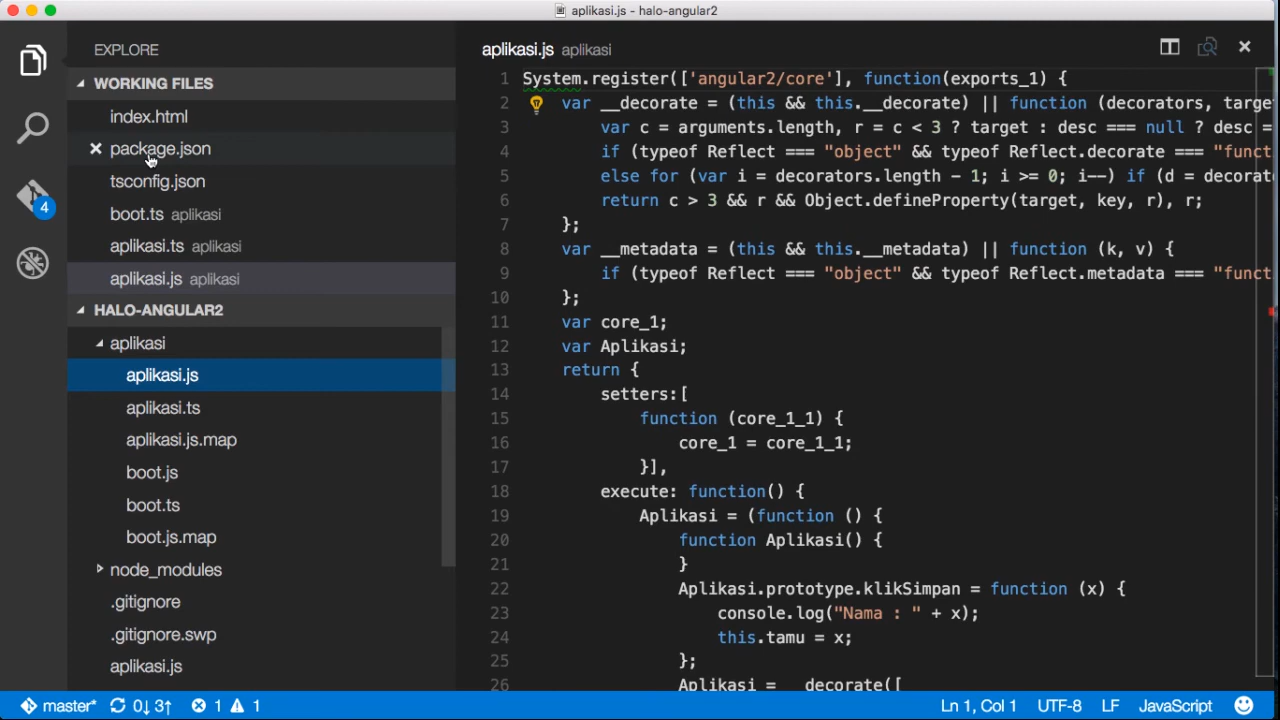 aplikasi.js - halo-angular2
EXPLORE
WORKING FILES
index.html
package.json
tsconfig.json
boot.ts aplikasi
aplikasi.ts aplikasi
aplikasi.js aplikasi
HALO-ANGULAR2
aplikasi
aplikasi.js
aplikasi.ts
aplikasi.js.map
boot.js
boot.ts
boot.js.map
node_modules
.gitignore
.gitignore.swp
aplikasi.js
4
aplikasi.js aplikasi
1 System.register(['angular2/core'], function(exports_1) {
2 var __decorate = (this && this.__decorate) || function (decorators, targe
3 var c = arguments.length, r = c < 3 ? target : desc === null ? desc =
4 if (typeof Reflect === "object" && typeof Reflect.decorate === "funct
5 else for (var i = decorators.length - 1; i >= 0; i--) if (d = decorat
6 return c > 3 && r && Object.defineProperty(target, key, r), r;
7 };
8 var __metadata = (this && this.__metadata) || function (k, v) {
9 if (typeof Reflect === "object" && typeof Reflect.metadata === "funct
10 };
11 var core_1;
12 var Aplikasi;
13 return {
14 setters:[
15 function (core_1_1) {
16 core_1 = core_1_1;
17 }],
18 execute: function() {
19 Aplikasi = (function () {
20 function Aplikasi() {
21 }
22 Aplikasi.prototype.klikSimpan = function (x) {
23 console.log("Nama : " + x);
24 this.tamu = x;
25 };
26 Aplikasi = __decorate([
master* 0↓ 3↑ 1 1 Ln 1, Col 1 UTF-8 LF JavaScript